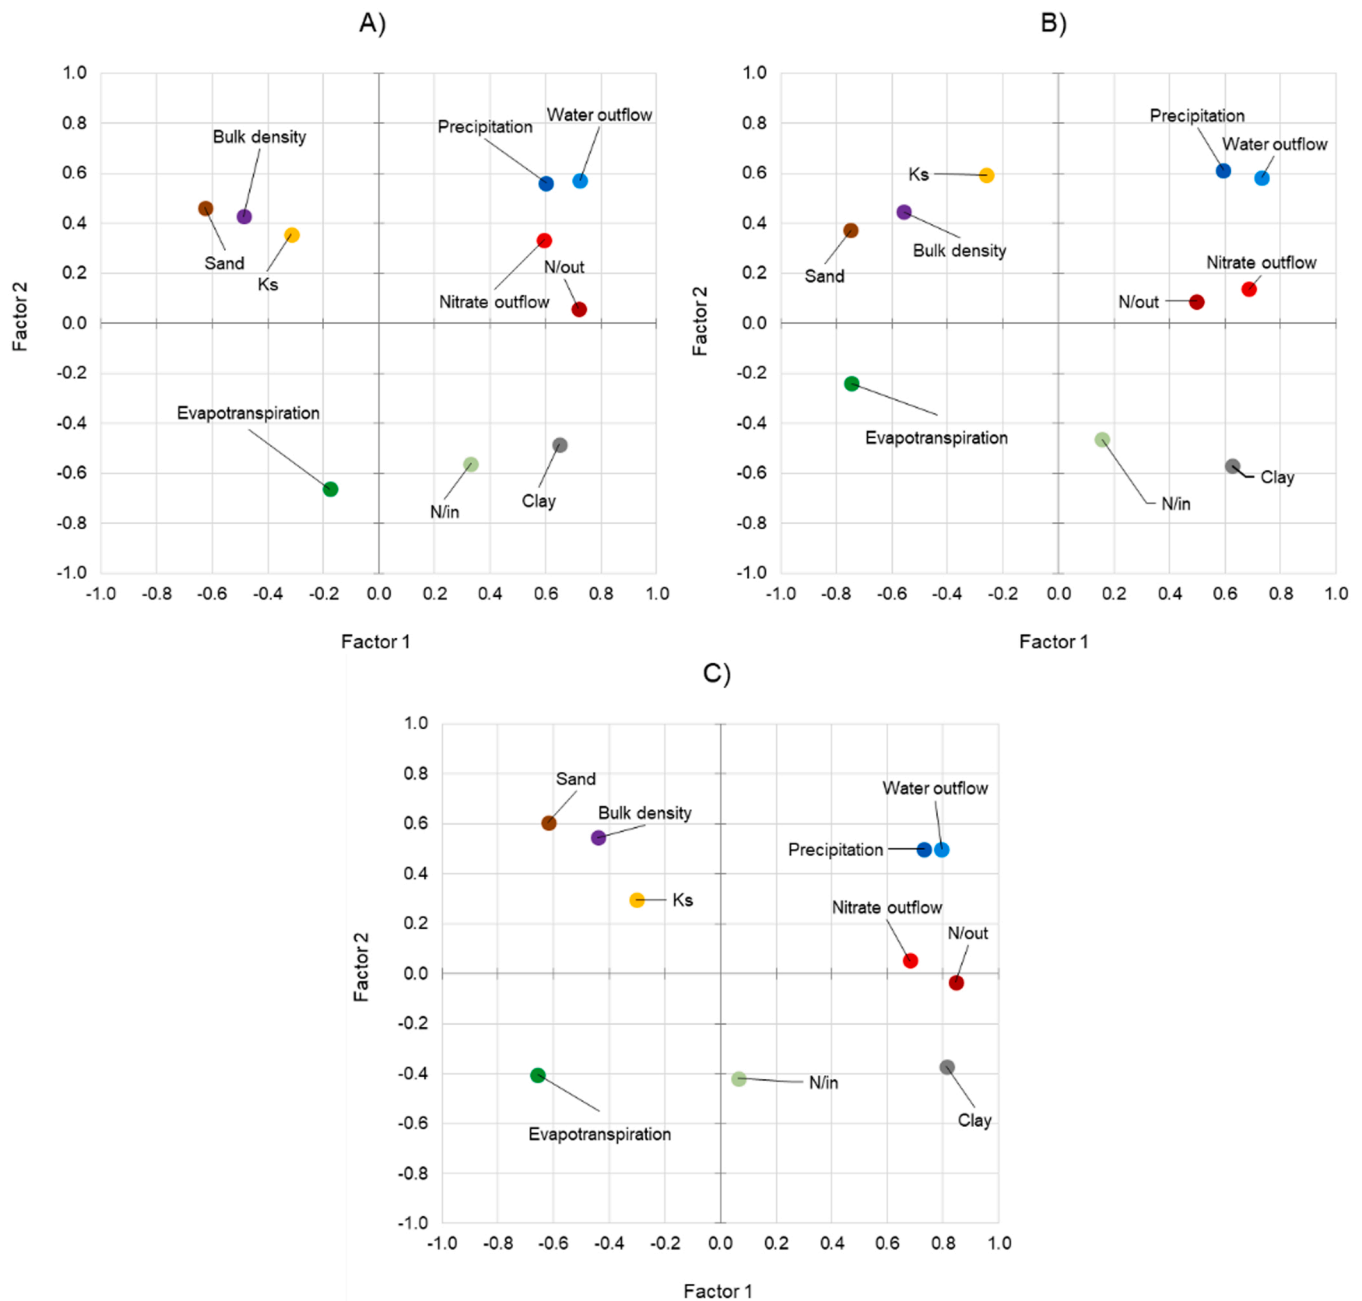 A)
1.0
0.8
0.6
0.4
0.2
0.0
-0.2
-0.4
-0.6
-0.8
-1.0
-1.0
-0.8
-0.6
-0.4
-0.2
0.0
0.2
0.4
0.6
0.8
1.0
Factor 2
Factor 1
Bulk density
Precipitation
Water outflow
Sand
Ks
N/out
Nitrate outflow
Evapotranspiration
N/in
Clay
B)
1.0
0.8
0.6
0.4
0.2
0.0
-0.2
-0.4
-0.6
-0.8
-1.0
-1.0
-0.8
-0.6
-0.4
-0.2
0.0
0.2
0.4
0.6
0.8
1.0
Factor 2
Factor 1
Precipitation
Water outflow
Ks
Bulk density
Sand
Nitrate outflow
N/out
Evapotranspiration
Clay
N/in
C)
1.0
0.8
0.6
0.4
0.2
0.0
-0.2
-0.4
-0.6
-0.8
-1.0
-1.0
-0.8
-0.6
-0.4
-0.2
0.0
0.2
0.4
0.6
0.8
1.0
Factor 2
Factor 1
Sand
Water outflow
Bulk density
Precipitation
Ks
Nitrate outflow
N/out
N/in
Clay
Evapotranspiration